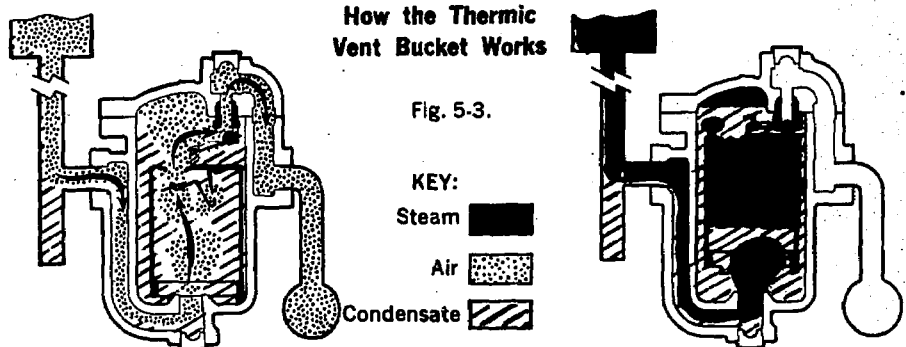 How the Thermic
Vent Bucket Works
Fig. 5-3.
KEY:
Steam
Air
Condensate